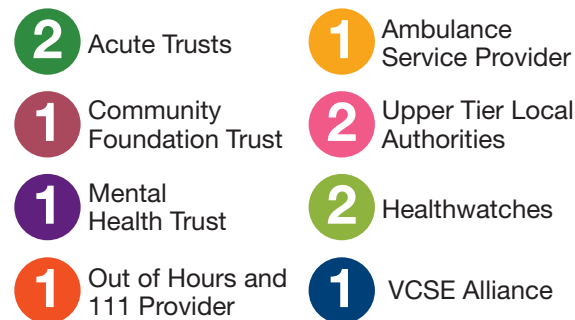 2 Acute Trusts
1 Community
Foundation Trust
1 Mental
Health Trust
1 Out of Hours and
111 Provider
1 Ambulance
Service Provider
2 Upper Tier Local
Authorities
2 Healthwatches
1 VCSE Alliance